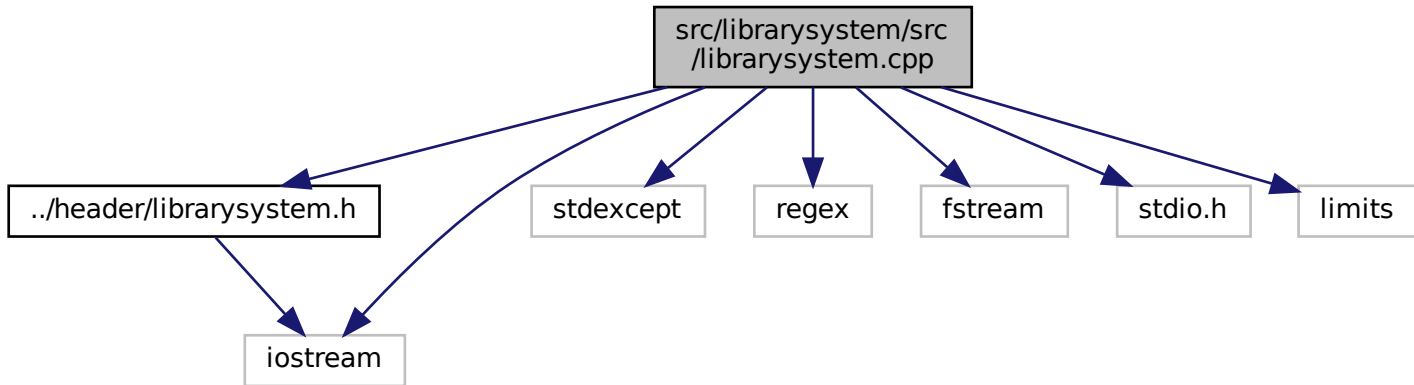 src/librarysystem/src
/librarysystem.cpp
../header/librarysystem.h
stdexcept
regex
fstream
stdio.h
limits
iostream